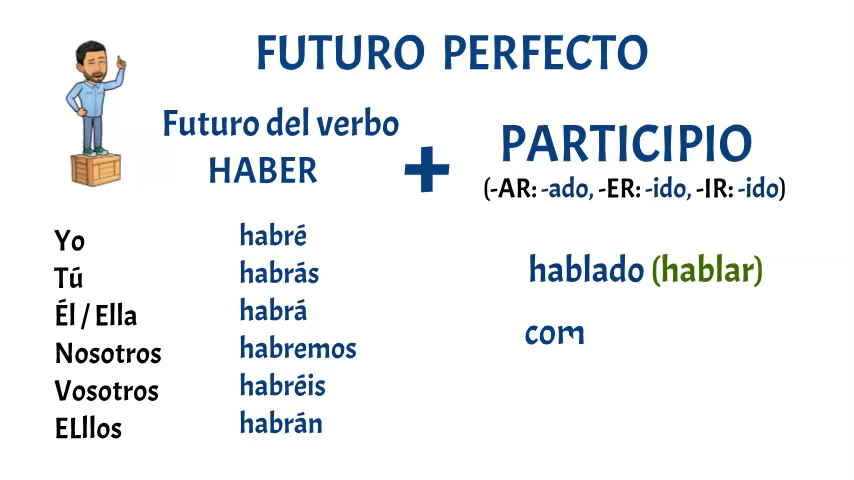 FUTURO PERFECTO
Futuro del verbo
HABER
+
PARTICIPIO
(-AR: -ado, -ER: -ido, -IR: -ido)
Yo habré
Tú habrás
Él / Ella habrá
Nosotros habremos
Vosotros habréis
ELllos habrán
hablado (hablar)
com